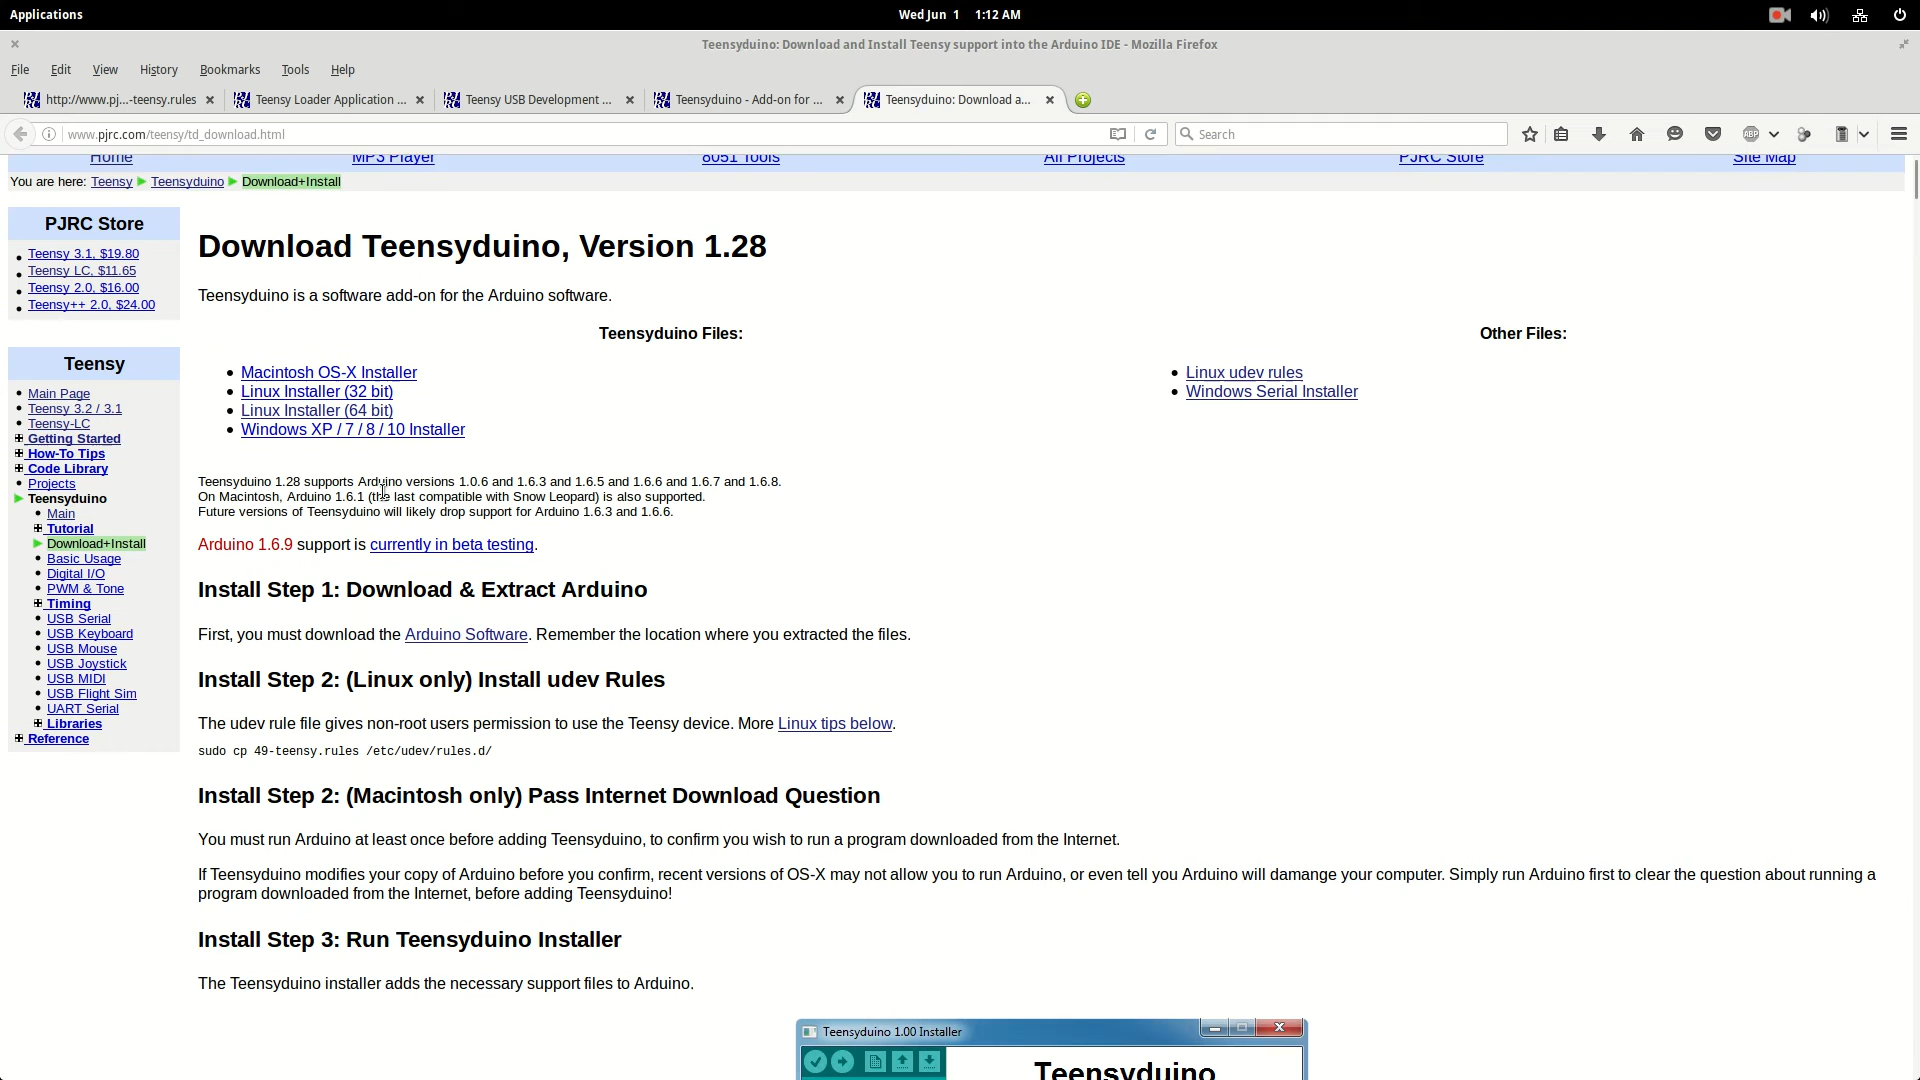 Applications
Wed Jun 1 1:12 AM
Teensyduino: Download and Install Teensy support into the Arduino IDE - Mozilla Firefox
File Edit View History Bookmarks Tools Help
http://www.pj...-teensy.rules
Teensy Loader Application ...
Teensy USB Development ...
Teensyduino - Add-on for ...
Teensyduino: Download a...
www.pjrc.com/teensy/td_download.html
Search
ABP
Home MP3 Player 8051 Tools All Projects PJRC Store Site Map
You are here: Teensy Teensyduino Download+Install
PJRC Store
Teensy 3.1, $19.80
Teensy LC, $11.65
Teensy 2.0, $16.00
Teensy++ 2.0, $24.00
Teensy
Main Page
Teensy 3.2 / 3.1
Teensy-LC
Getting Started
How-To Tips
Code Library
Projects
Teensyduino
Main
Tutorial
Download+Install
Basic Usage
Digital I/O
PWM & Tone
Timing
USB Serial
USB Keyboard
USB Mouse
USB Joystick
USB MIDI
USB Flight Sim
UART Serial
Libraries
Reference
Download Teensyduino, Version 1.28
Teensyduino is a software add-on for the Arduino software.
Teensyduino Files:
Macintosh OS-X Installer
Linux Installer (32 bit)
Linux Installer (64 bit)
Windows XP / 7 / 8 / 10 Installer
Other Files:
Linux udev rules
Windows Serial Installer
Teensyduino 1.28 supports Arduino versions 1.0.6 and 1.6.3 and 1.6.5 and 1.6.6 and 1.6.7 and 1.6.8.
On Macintosh, Arduino 1.6.1 (the last compatible with Snow Leopard) is also supported.
Future versions of Teensyduino will likely drop support for Arduino 1.6.3 and 1.6.6.
Arduino 1.6.9 support is currently in beta testing.
Install Step 1: Download & Extract Arduino
First, you must download the Arduino Software. Remember the location where you extracted the files.
Install Step 2: (Linux only) Install udev Rules
The udev rule file gives non-root users permission to use the Teensy device. More Linux tips below.
sudo cp 49-teensy.rules /etc/udev/rules.d/
Install Step 2: (Macintosh only) Pass Internet Download Question
You must run Arduino at least once before adding Teensyduino, to confirm you wish to run a program downloaded from the Internet.
If Teensyduino modifies your copy of Arduino before you confirm, recent versions of OS-X may not allow you to run Arduino, or even tell you Arduino will damage your computer. Simply run Arduino first to clear the question about running a
program downloaded from the Internet, before adding Teensyduino!
Install Step 3: Run Teensyduino Installer
The Teensyduino installer adds the necessary support files to Arduino.
Teensyduino 1.00 Installer
Teensyduino